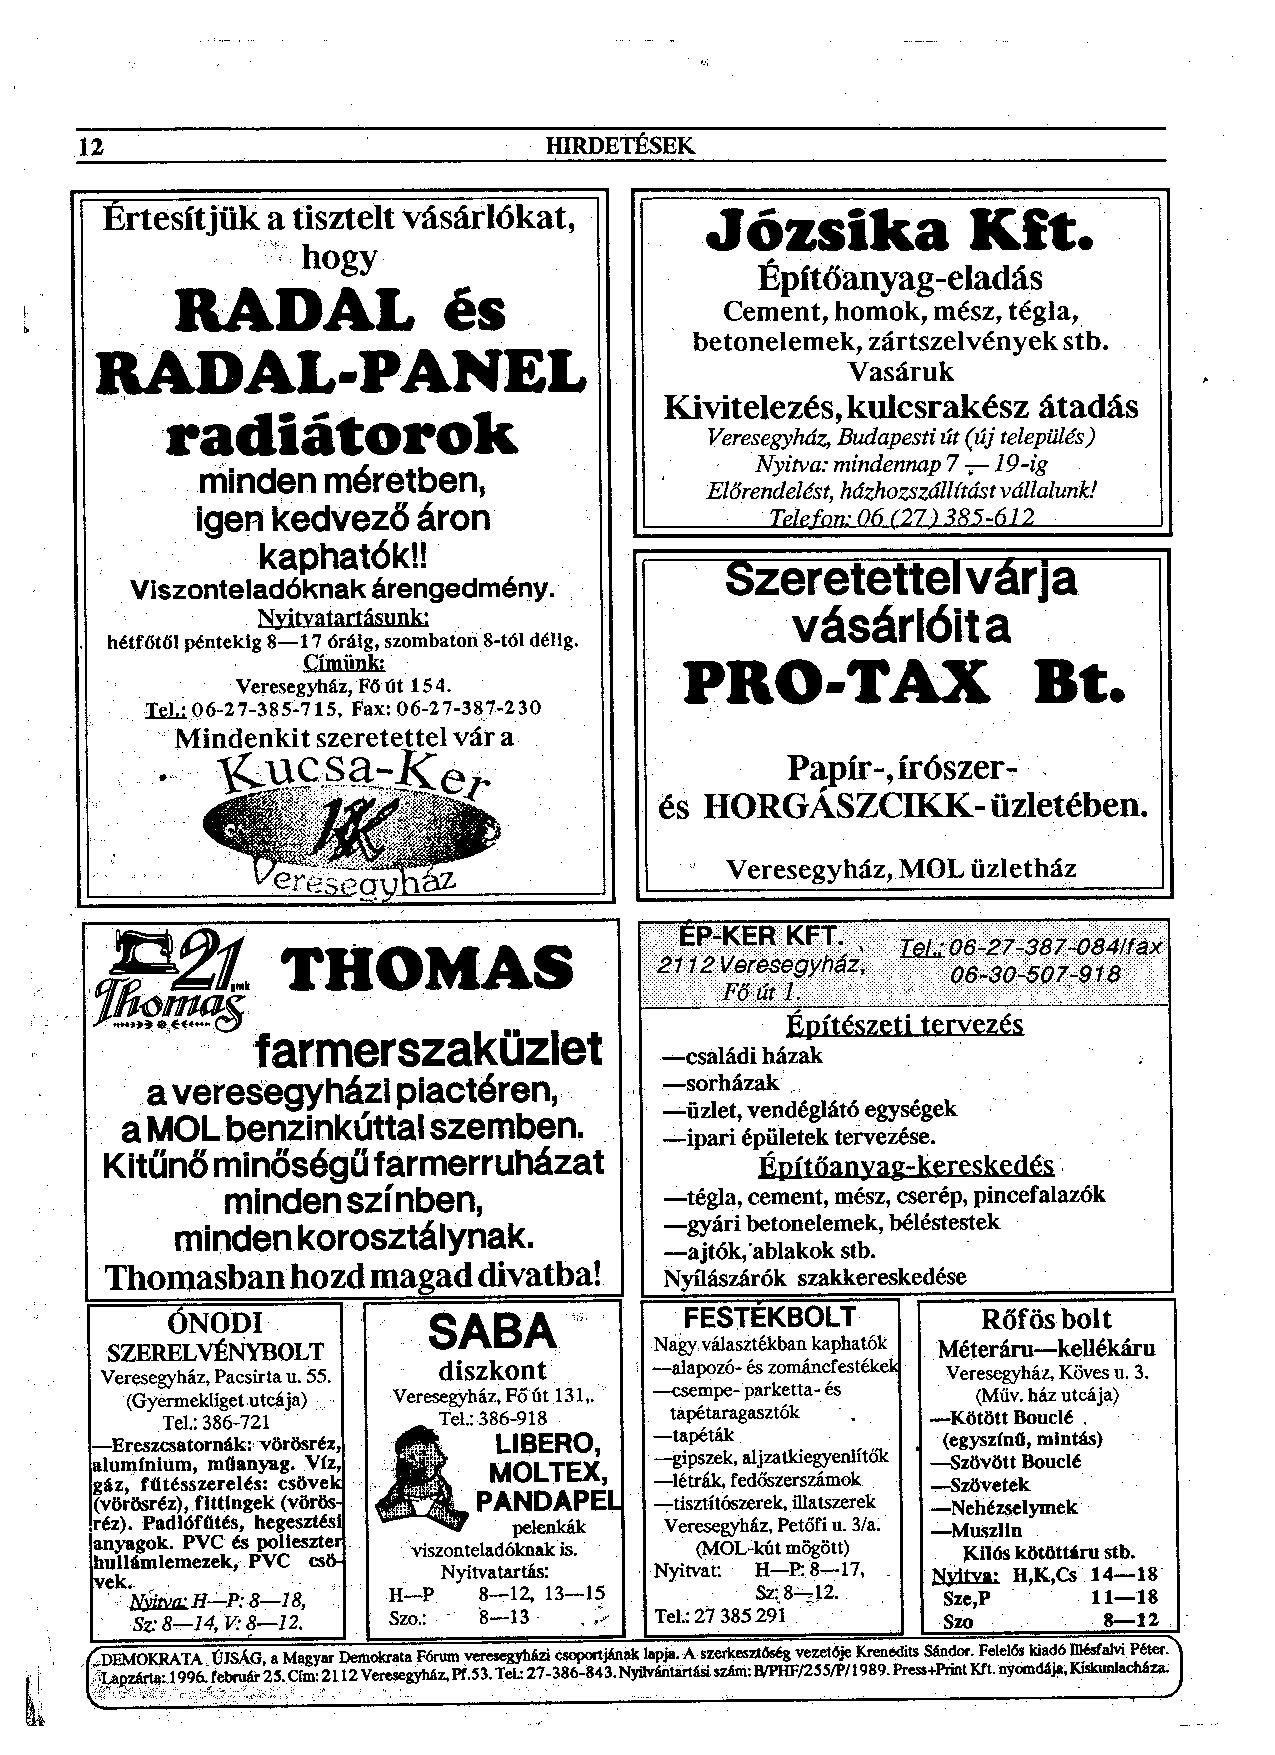 12
HIRDETÉSEK
Értesítjük a tisztelt vásárlókat,
hogy
RADAL és
RADAL-PANEL
radiátorok
minden méretben,
igen kedvező áron
kaphatók!!
Viszonteladóknak árengedmény.
Nyitvatartásunk:
hétfőtől péntekig 8—17 óráig, szombaton 8-tól délig.
Címünk:
Veresegyház, Fő út 154.
Tel.: 06-27-385-715, Fax: 06-27-387-230
Mindenkit szeretettel vár a
Kucsa-Ker
KK
Veresegyház
Józsika Kft.
Építőanyag-eladás
Cement, homok, mész, tégla,
betonelemek, zártszelvények stb.
Vasáruk
Kivitelezés, kulcsrakész átadás
Veresegyház, Budapesti út (új település)
Nyitva: mindennap 7 — 19-ig
Előrendelést, házhozszállítást vállalunk!
Telefon: 06 (27) 385-612
Szeretettel várja
vásárlóita
PRO-TAX Bt.
Papír-, írószer-
és HORGÁSZCIKK-üzletében.
Veresegyház, MOL üzletház
21
Thomas
THOMAS
farmerszaküzlet
a veresegyházi piactéren,
a MOL benzinkúttal szemben.
Kitűnő minőségű farmerruházat
minden színben,
minden korosztálynak.
Thomasban hozd magad divatba!
ÉP-KER KFT.
2112 Veresegyház,
Fő út 1.
Tel.: 06-27-387-084/fax
06-30-507-918
Építészeti tervezés
—családi házak
—sorházak
—üzlet, vendéglátó egységek
—ipari épületek tervezése.
Építőanyag-kereskedés
—tégla, cement, mész, cserép, pincefalazók
—gyári betonelemek, béléstestek
—ajtók, ablakok stb.
Nyílászárók szakkereskedése
ÓNODI
SZERELVÉNYBOLT
Veresegyház, Pacsirta u. 55.
(Gyermekliget utcája)
Tel.: 386-721
—Ereszcsatornák: vörösréz,
alumínium, műanyag. Víz,
gáz, fűtésszerelés: csövek
(vörösréz), fittingek (vörös-
réz). Padlófűtés, hegesztési
anyagok. PVC és poliészter
hullámlemezek, PVC csö-
vek.
Nyitva: H—P: 8—18,
Sz: 8—14, V: 8—12.
SABA
diszkont
Veresegyház, Fő út 131,.
Tel.: 386-918
LIBERO,
MOLTEX,
PANDAPEL
pelenkák
viszonteladóknak is.
Nyitvatartás:
H—P 8—12, 13—15
Szo.: 8—13
FESTÉKBOLT
Nagy választékban kaphatók
—alapozó- és zománcfestékek
—csempe- parketta- és
tapétaragasztók
—tapéták
—gipszek, aljzatkiegyenlítők
—létrák, fedőszerszámok
—tisztítószerek, illatszerek
Veresegyház, Petőfi u. 3/a.
(MOL-kút mögött)
Nyitvat: H—P: 8—17,
Sz: 8—12.
Tel.: 27 385 291
Rőfös bolt
Méteráru—kellékáru
Veresegyház, Köves u. 3.
(Műv. ház utcája)
—Kötött Bouclé
(egyszínű, mintás)
—Szövött Bouclé
—Szövetek
—Nehézselymek
—Muszlin
Kilós kötöttáru stb.
Nyitva: H,K,Cs 14—18
Sze,P 11—18
Szo 8—12
DEMOKRATA ÚJSÁG, a Magyar Demokrata Fórum veresegyházi csoportjának lapja. A szerkesztőség vezetője Krenedits Sándor. Felelős kiadó Illésfalvi Péter.
Lapzárta: 1996. február 25. Cím: 2112 Veresegyház, Pf. 53. Tel.: 27-386-843. Nyilvántartási szám: B/PHF/255/P/1989. Press+Print Kft. nyomdája, Kiskunlacháza.